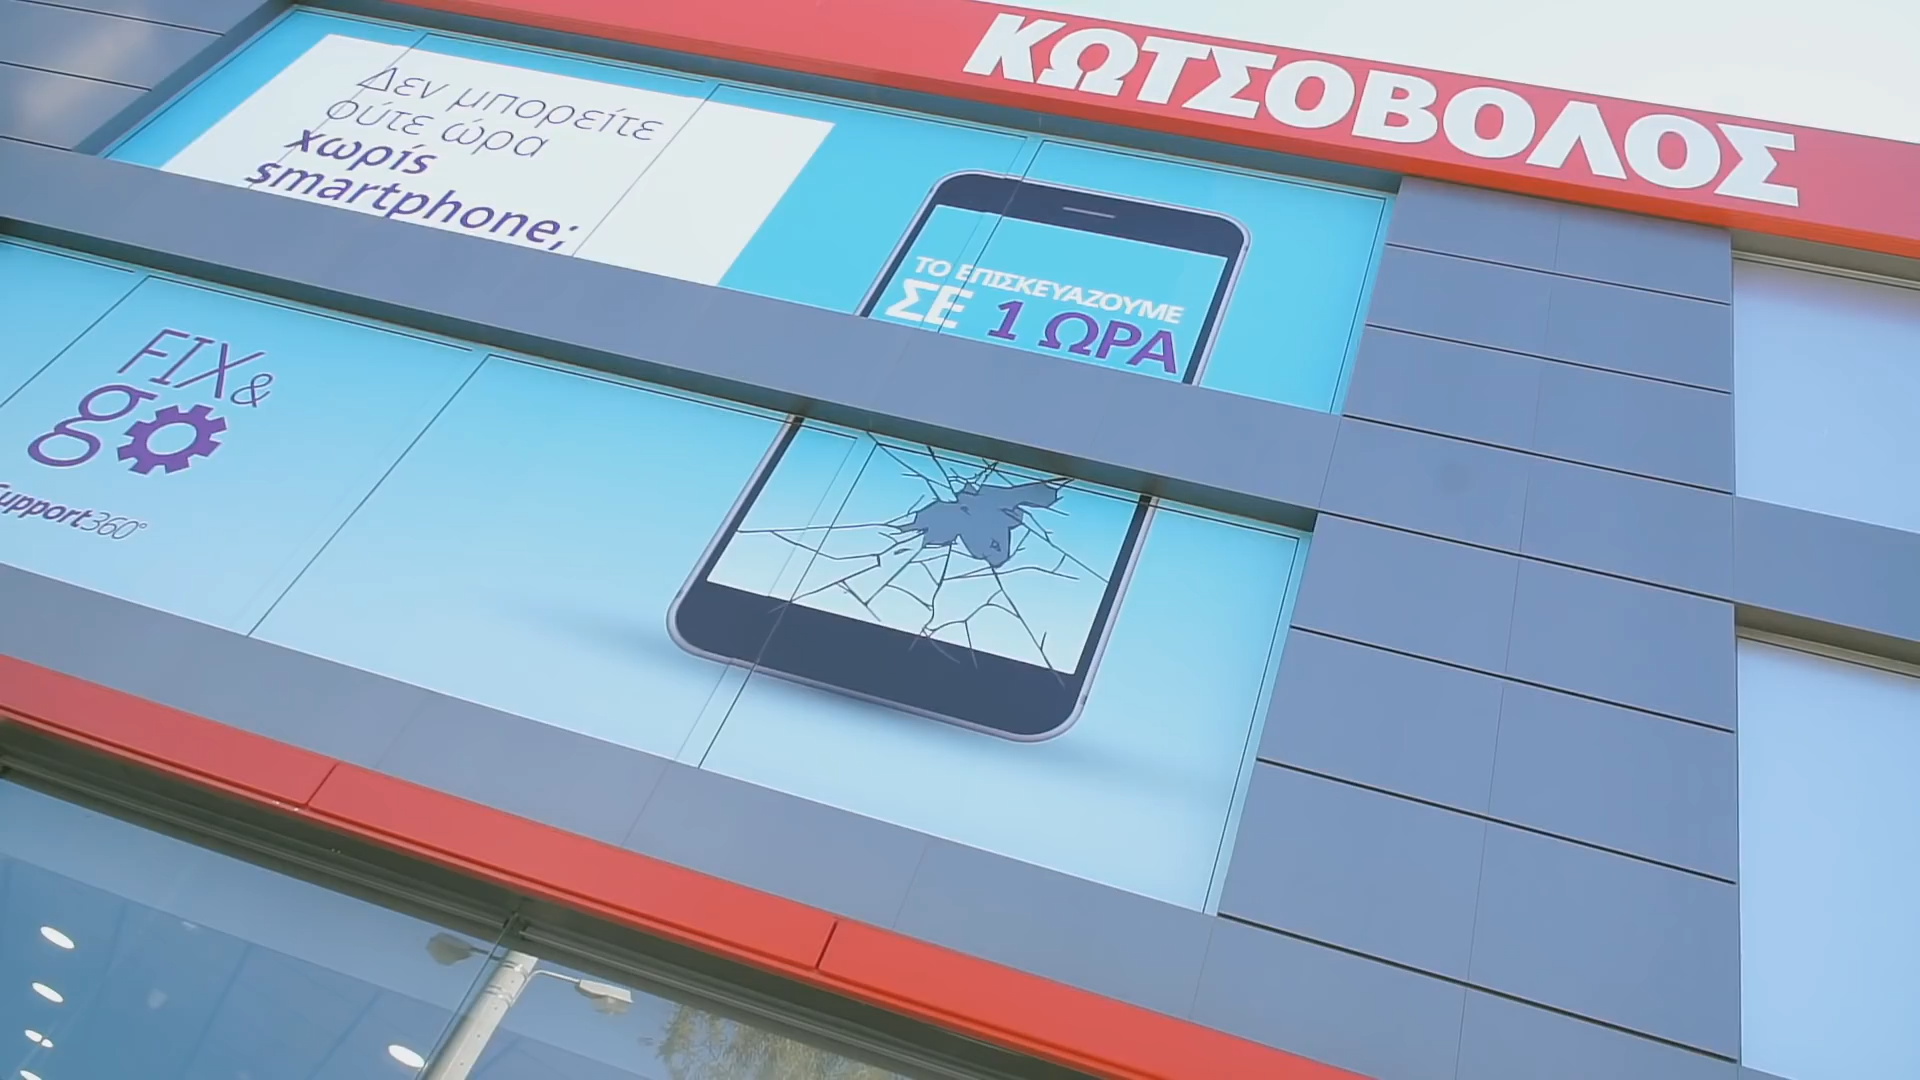 ΚΩΤΣΟΒΟΛΟΣ
Δεν μπορείτε
ούτε ώρα
χωρίς
smartphone;
ΤΟ ΕΠΙΣΚΕΥΑΖΟΥΜΕ
ΣΕ 1 ΩΡΑ
FIX&
go
Support360°